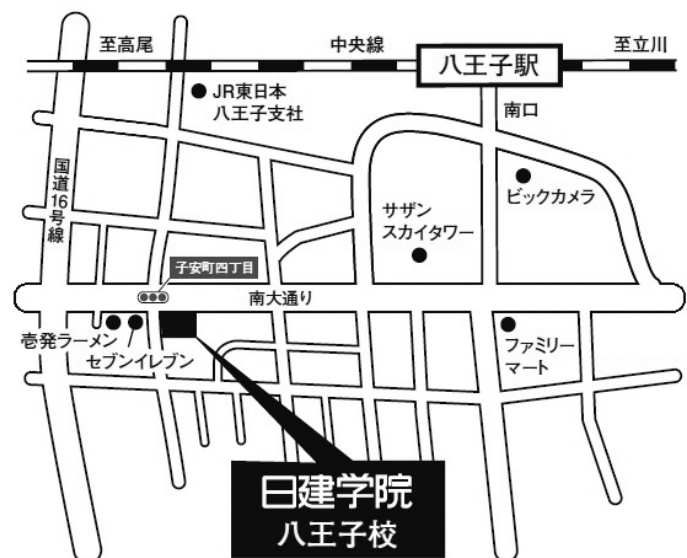 至高尾
中央線
八王子駅
至立川
JR東日本
八王子支社
南口
国道16号線
ビックカメラ
サザン
スカイタワー
子安町四丁目
南大通り
壱発ラーメン
セブンイレブン
ファミリー
マート
日建学院
八王子校